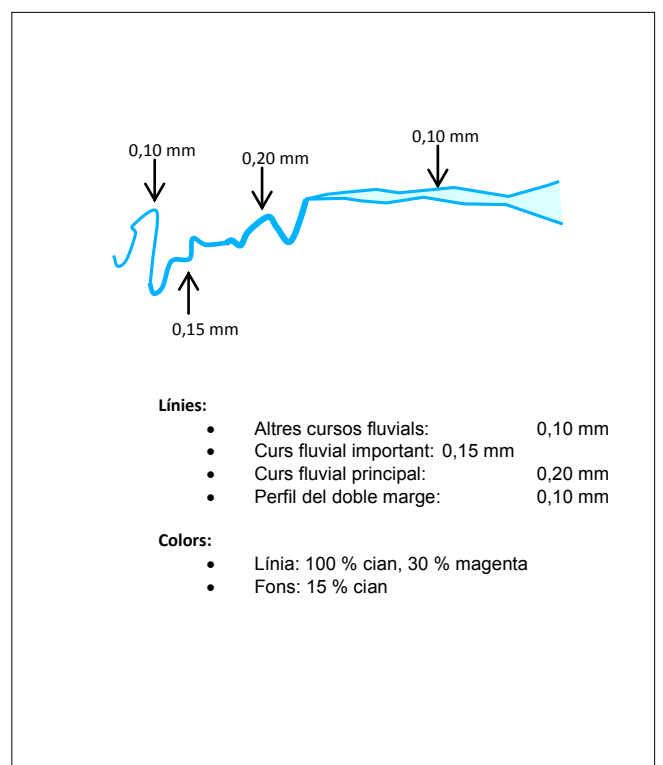 0,10 mm
0,10 mm
0,20 mm
0,15 mm
Línies:
• Altres cursos fluvials: 0,10 mm
• Curs fluvial important: 0,15 mm
• Curs fluvial principal: 0,20 mm
• Perfil del doble marge: 0,10 mm
Colors:
• Línia: 100 % cian, 30 % magenta
• Fons: 15 % cian